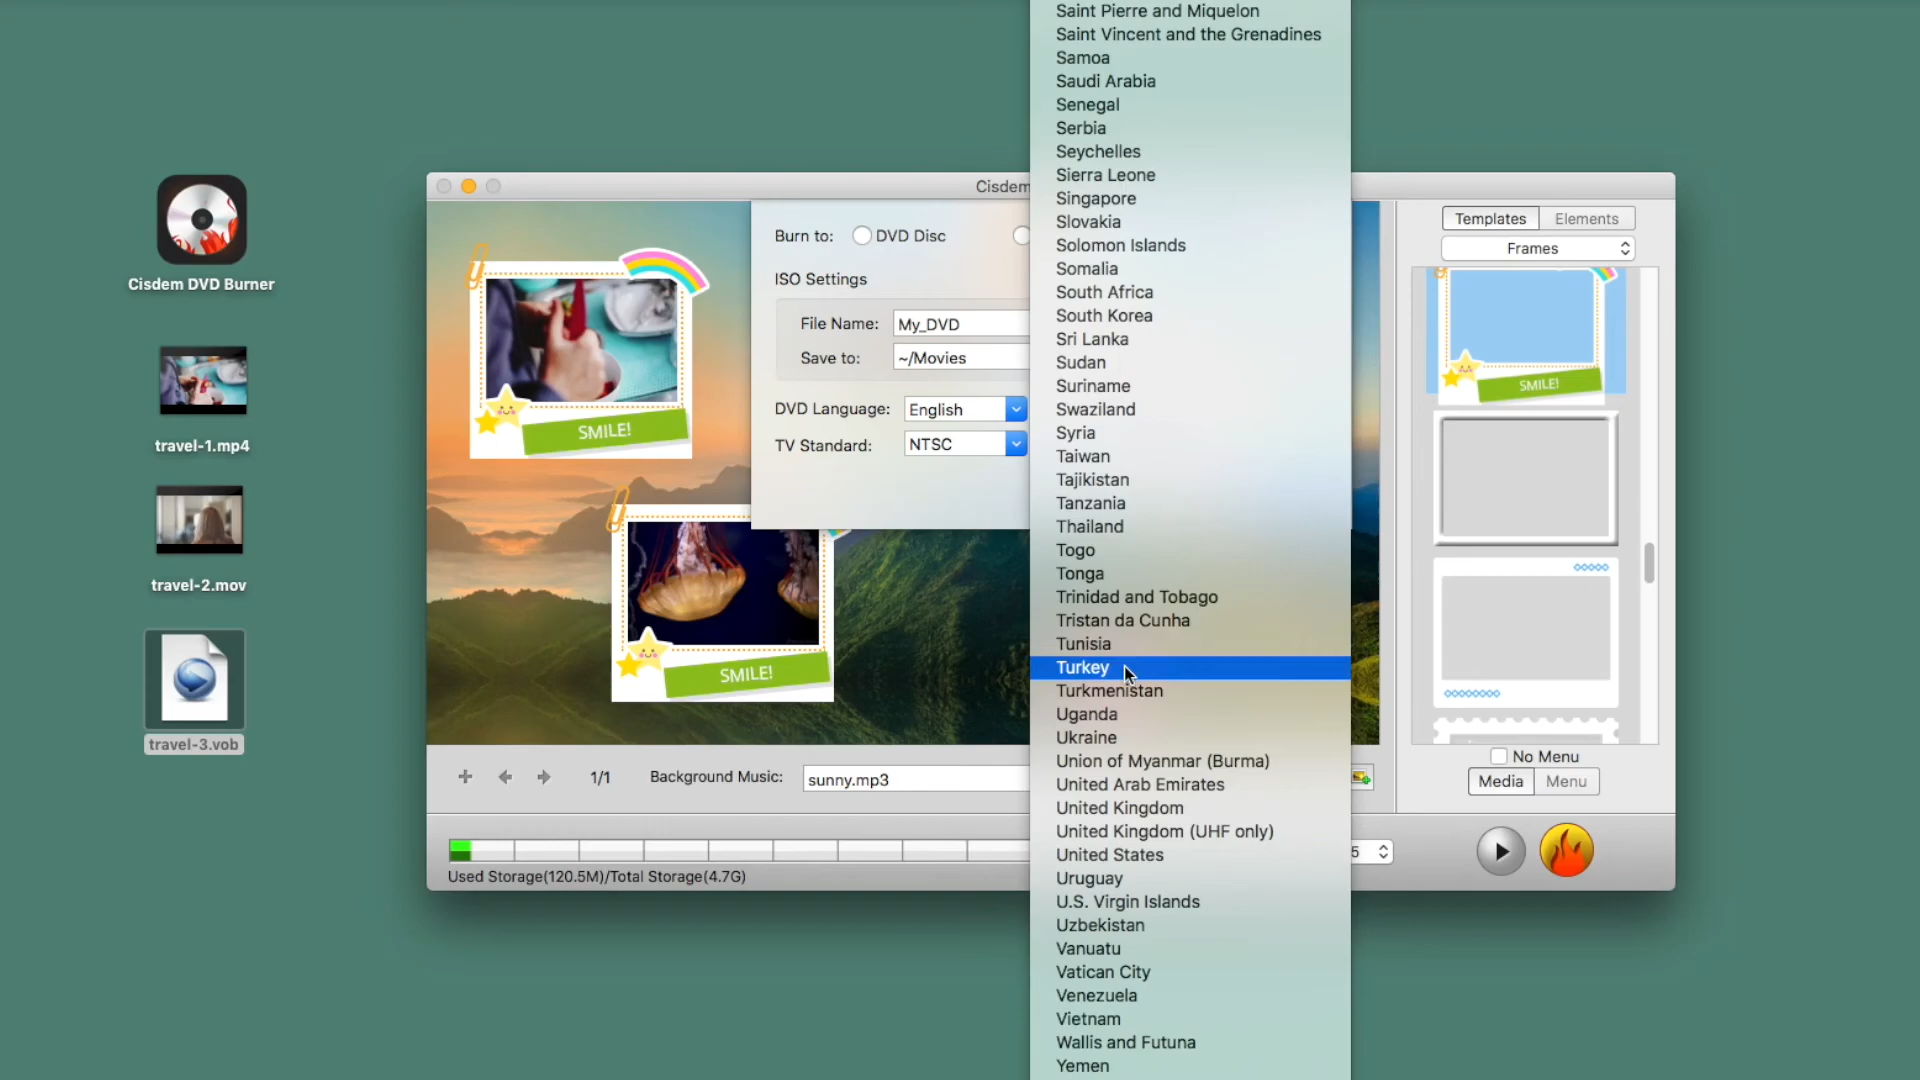 Cisdem DVD Burner
travel-1.mp4
travel-2.mov
travel-3.vob
Cisdem
SMILE!
SMILE!
Burn to: DVD Disc
ISO Settings
File Name: My_DVD
Save to: ~/Movies
DVD Language: English
TV Standard: NTSC
1/1 Background Music: sunny.mp3
Used Storage(120.5M)/Total Storage(4.7G)
Saint Pierre and Miquelon
Saint Vincent and the Grenadines
Samoa
Saudi Arabia
Senegal
Serbia
Seychelles
Sierra Leone
Singapore
Slovakia
Solomon Islands
Somalia
South Africa
South Korea
Sri Lanka
Sudan
Suriname
Swaziland
Syria
Taiwan
Tajikistan
Tanzania
Thailand
Togo
Tonga
Trinidad and Tobago
Tristan da Cunha
Tunisia
Turkey
Turkmenistan
Uganda
Ukraine
Union of Myanmar (Burma)
United Arab Emirates
United Kingdom
United Kingdom (UHF only)
United States
Uruguay
U.S. Virgin Islands
Uzbekistan
Vanuatu
Vatican City
Venezuela
Vietnam
Wallis and Futuna
Yemen
Templates Elements
Frames
SMILE!
No Menu
Media Menu
5